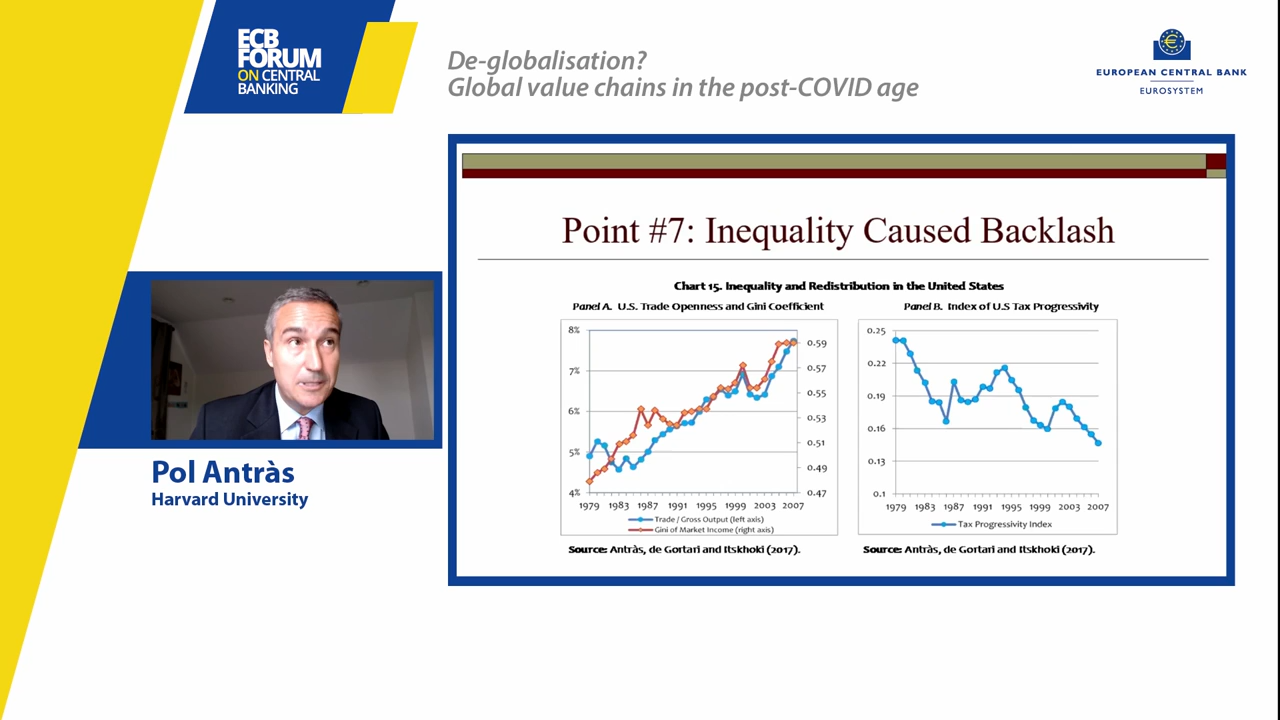 ECB
FORUM
ON CENTRAL
BANKING
De-globalisation?
Global value chains in the post-COVID age
EUROPEAN CENTRAL BANK
EUROSYSTEM
Point #7: Inequality Caused Backlash
Chart 15. Inequality and Redistribution in the United States
Panel A. U.S. Trade Openness and Gini Coefficient
8%
7%
6%
5%
4%
0.59
0.57
0.55
0.53
0.51
0.49
0.47
1979 1983 1987 1991 1995 1999 2003 2007
Trade / Gross Output (left axis)
Gini of Market Income (right axis)
Source: Antràs, de Gortari and Itskhoki (2017).
Panel B. Index of U.S Tax Progressivity
0.25
0.22
0.19
0.16
0.13
0.1
1979 1983 1987 1991 1995 1999 2003 2007
Tax Progressivity Index
Source: Antràs, de Gortari and Itskhoki (2017).
Pol Antràs
Harvard University